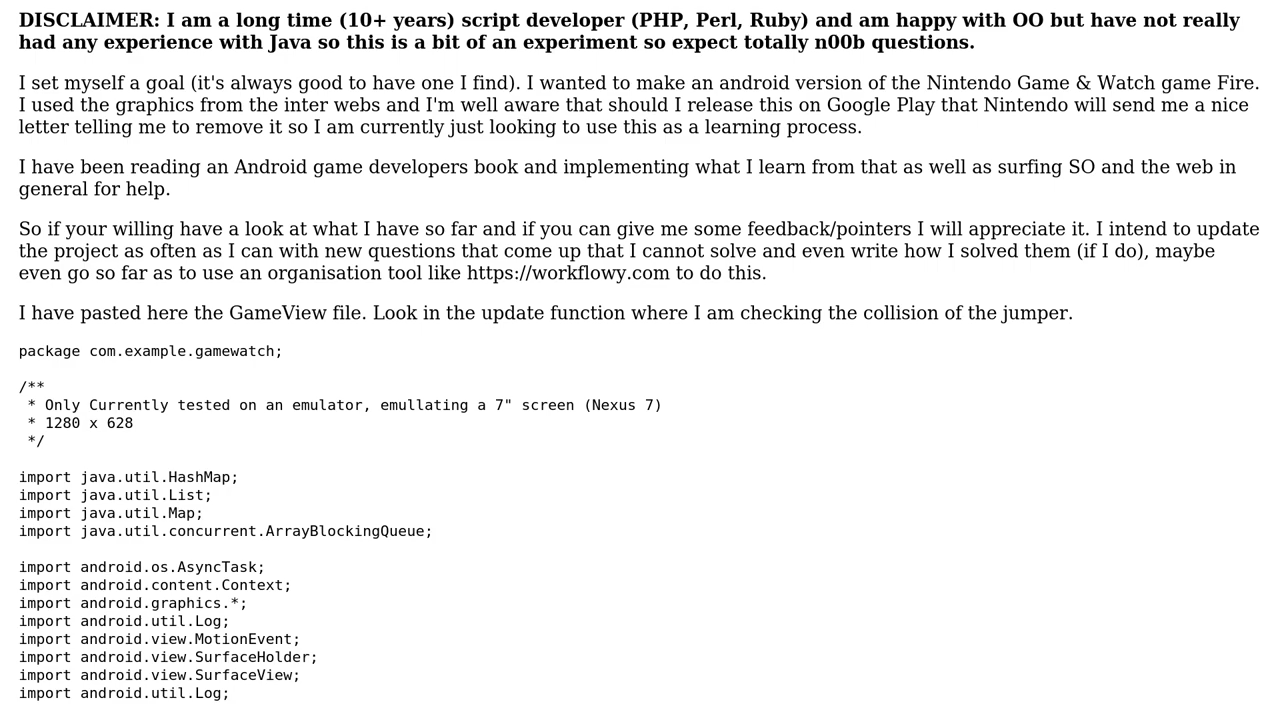 DISCLAIMER: I am a long time (10+ years) script developer (PHP, Perl, Ruby) and am happy with OO but have not really
had any experience with Java so this is a bit of an experiment so expect totally n00b questions.
I set myself a goal (it's always good to have one I find). I wanted to make an android version of the Nintendo Game & Watch game Fire.
I used the graphics from the inter webs and I'm well aware that should I release this on Google Play that Nintendo will send me a nice
letter telling me to remove it so I am currently just looking to use this as a learning process.
I have been reading an Android game developers book and implementing what I learn from that as well as surfing SO and the web in
general for help.
So if your willing have a look at what I have so far and if you can give me some feedback/pointers I will appreciate it. I intend to update
the project as often as I can with new questions that come up that I cannot solve and even write how I solved them (if I do), maybe
even go so far as to use an organisation tool like https://workflowy.com to do this.
I have pasted here the GameView file. Look in the update function where I am checking the collision of the jumper.
package com.example.gamewatch;
/**
 * Only Currently tested on an emulator, emullating a 7" screen (Nexus 7)
 * 1280 x 628
 */
import java.util.HashMap;
import java.util.List;
import java.util.Map;
import java.util.concurrent.ArrayBlockingQueue;
import android.os.AsyncTask;
import android.content.Context;
import android.graphics.*;
import android.util.Log;
import android.view.MotionEvent;
import android.view.SurfaceHolder;
import android.view.SurfaceView;
import android.util.Log;